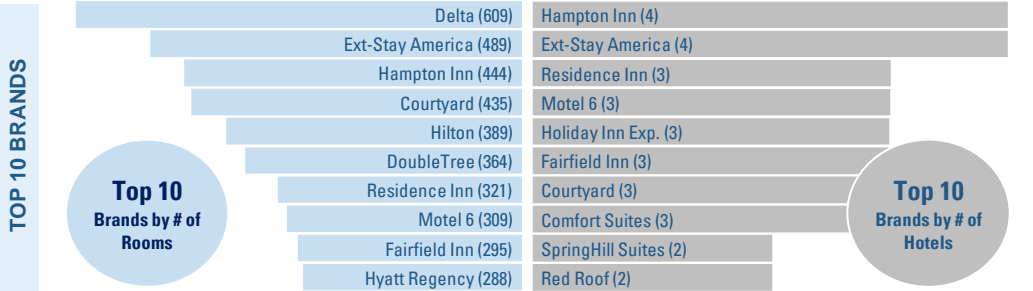 TOP 10 BRANDS
Delta (609)
Ext-Stay America (489)
Hampton Inn (444)
Courtyard (435)
Hilton (389)
DoubleTree (364)
Residence Inn (321)
Motel 6 (309)
Fairfield Inn (295)
Hyatt Regency (288)
Top 10
Brands by # of
Rooms
Hampton Inn (4)
Ext-Stay America (4)
Residence Inn (3)
Motel 6 (3)
Holiday Inn Exp. (3)
Fairfield Inn (3)
Courtyard (3)
Comfort Suites (3)
SpringHill Suites (2)
Red Roof (2)
Top 10
Brands by # of
Hotels